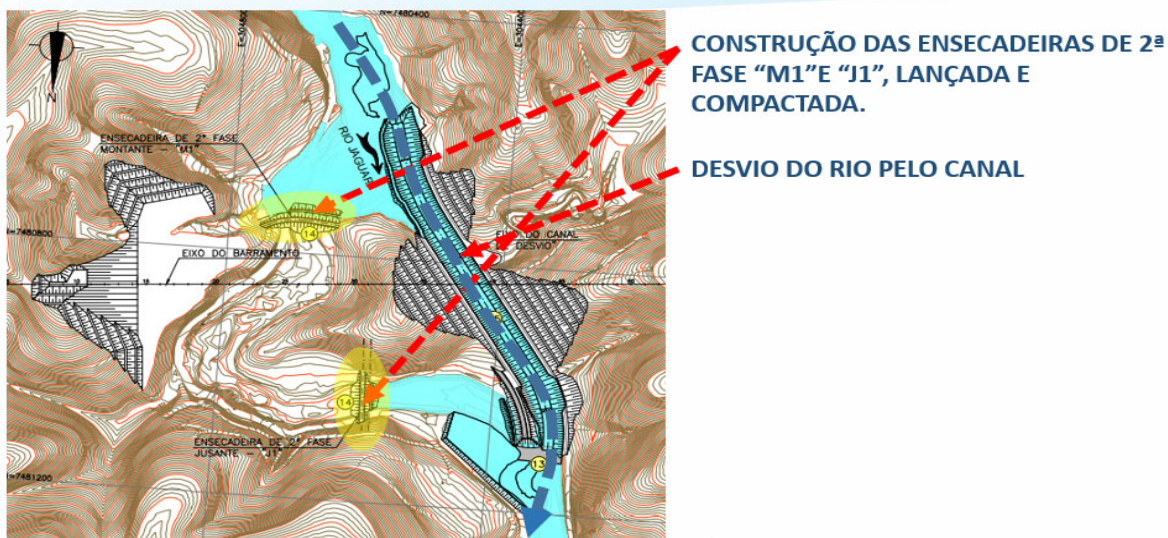 CONSTRUÇÃO DAS ENSECADEIRAS DE 2ª
FASE “M1”E “J1”, LANÇADA E
COMPACTADA.
DESVIO DO RIO PELO CANAL
N=7480400
N
ENSECADEIRA DE 2ª FASE
MONTANTE - "M1"
RIO JAGUARI
14
N=7480800
EIXO DO CANAL
DE DESVIO"
EIXO DO BARRAMENTO
14
ENSECADEIRA DE 2ª FASE
JUSANTE - "J1"
13
N=7481200